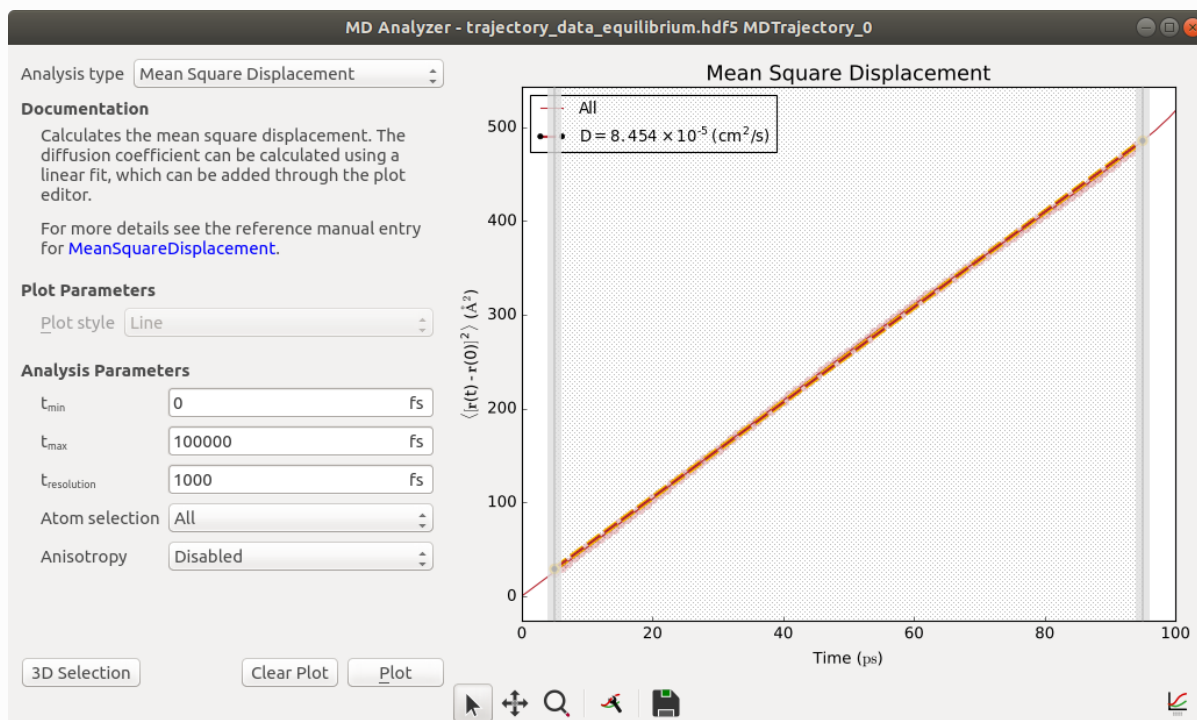 MD Analyzer - trajectory_data_equilibrium.hdf5 MDTrajectory_0
Analysis type Mean Square Displacement
Documentation
Calculates the mean square displacement. The
diffusion coefficient can be calculated using a
linear fit, which can be added through the plot
editor.
For more details see the reference manual entry
for MeanSquareDisplacement.
Plot Parameters
Plot style Line
Analysis Parameters
tmin 0 fs
tmax 100000 fs
tresolution 1000 fs
Atom selection All
Anisotropy Disabled
3D Selection Clear Plot Plot
Mean Square Displacement
All
D = 8.454 × 10⁻⁵ (cm²/s)
⟨[r(t) - r(0)]²⟩ (Å²)
500
400
300
200
100
0
0 20 40 60 80 100
Time (ps)